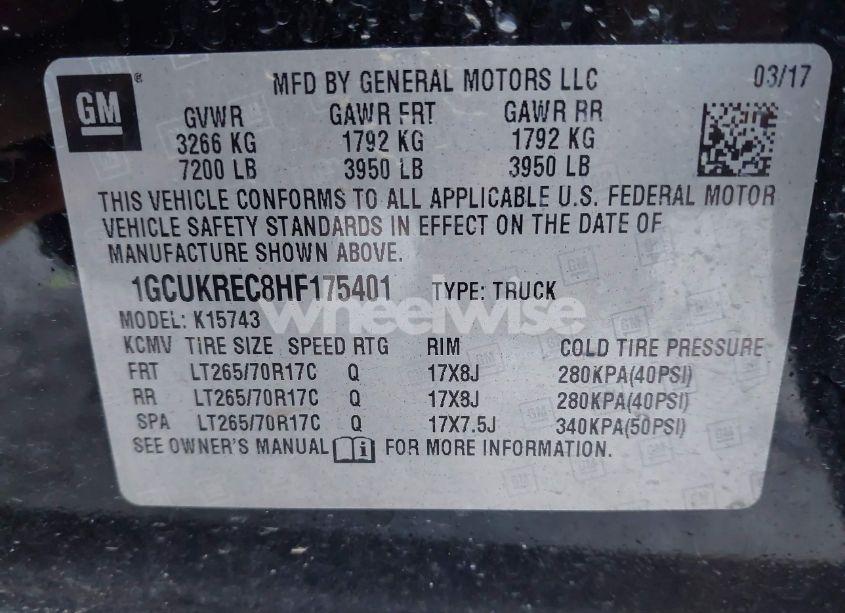 GM ®
MFD BY GENERAL MOTORS LLC 03/17
GVWR GAWR FRT GAWR RR
3266 KG 1792 KG 1792 KG
7200 LB 3950 LB 3950 LB
THIS VEHICLE CONFORMS TO ALL APPLICABLE U.S. FEDERAL MOTOR
VEHICLE SAFETY STANDARDS IN EFFECT ON THE DATE OF
MANUFACTURE SHOWN ABOVE.
1GCUKREC8HF175401 TYPE: TRUCK
wheelwise
MODEL: K15743
KCMV TIRE SIZE SPEED RTG RIM COLD TIRE PRESSURE
FRT LT265/70R17C Q 17X8J 280KPA(40PSI)
RR LT265/70R17C Q 17X8J 280KPA(40PSI)
SPA LT265/70R17C Q 17X7.5J 340KPA(50PSI)
SEE OWNER'S MANUAL i FOR MORE INFORMATION.